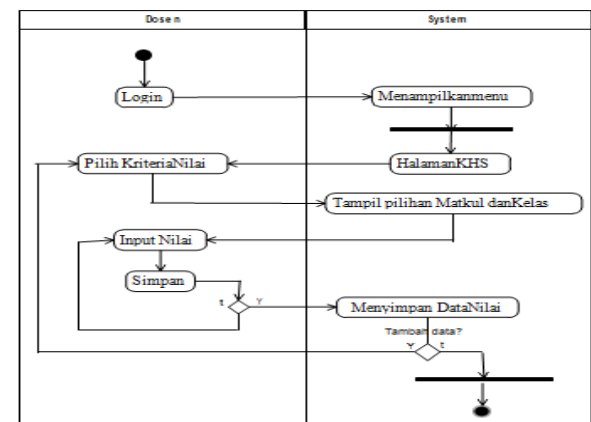 Dosen
System
Login
Menampilkanmenu
Pilih KriteriaNilai
HalamanKHS
Tampil pilihan Matkul danKelas
Input Nilai
Simpan
t
Y
Menyimpan DataNilai
Tambah data?
Y
t